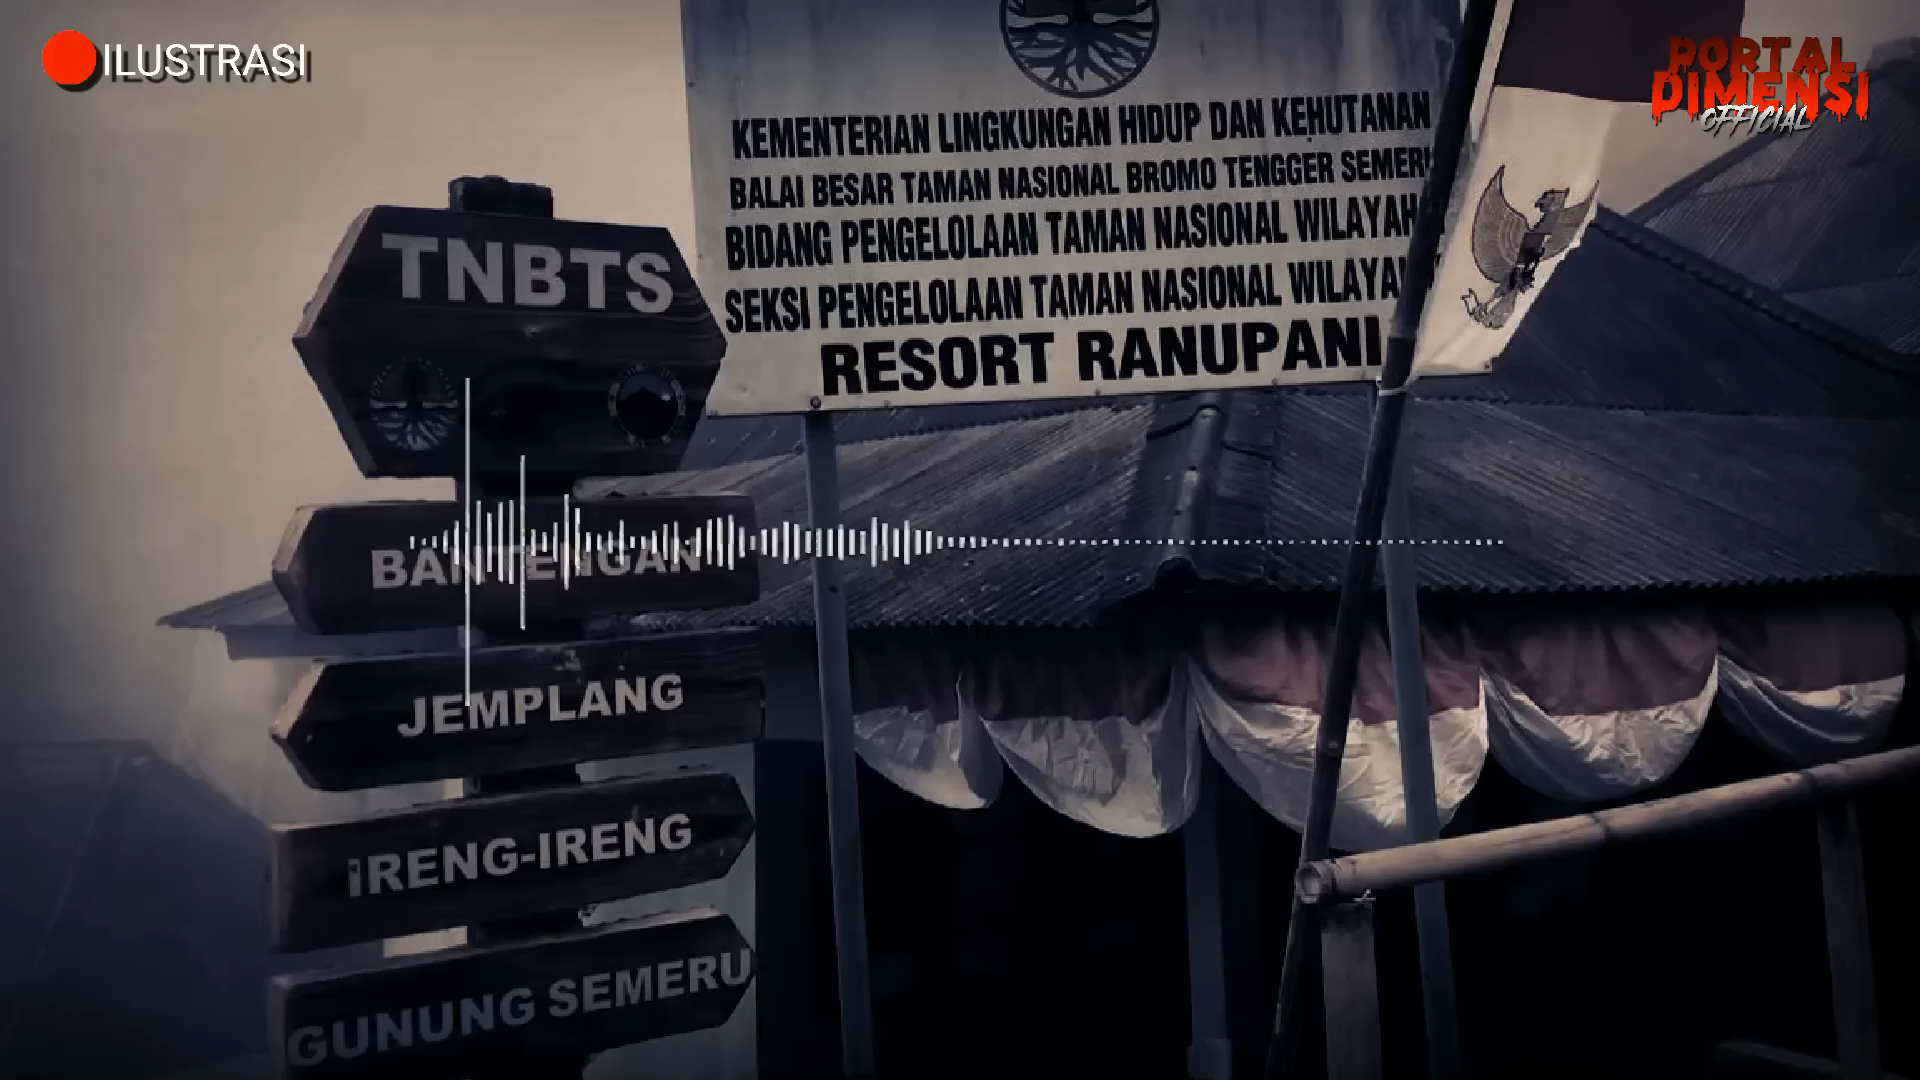 ILUSTRASI
PORTAL
DIMENSI
OFFICIAL
KEMENTERIAN LINGKUNGAN HIDUP DAN KEHUTANAN
BALAI BESAR TAMAN NASIONAL BROMO TENGGER SEMERU
BIDANG PENGELOLAAN TAMAN NASIONAL WILAYAH
SEKSI PENGELOLAAN TAMAN NASIONAL WILAYAH
RESORT RANUPANI
TNBTS
BANTENGAN
JEMPLANG
IRENG-IRENG
GUNUNG SEMERU